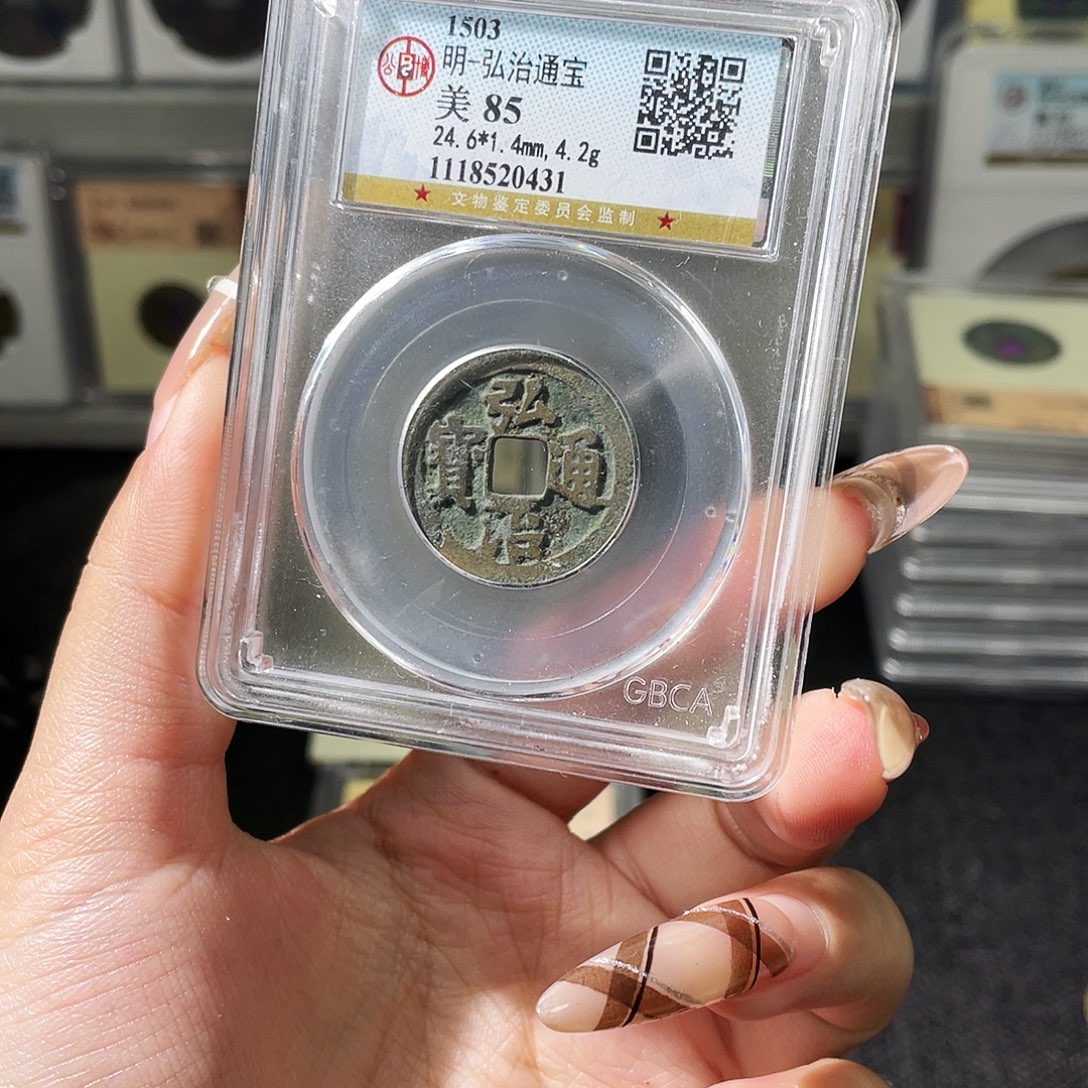 1503
明-弘治通宝
美 85
24.6*1.4mm, 4.2g
1118520431
★ 文物鉴定委员会监制 ★
弘治通寶
GBCA